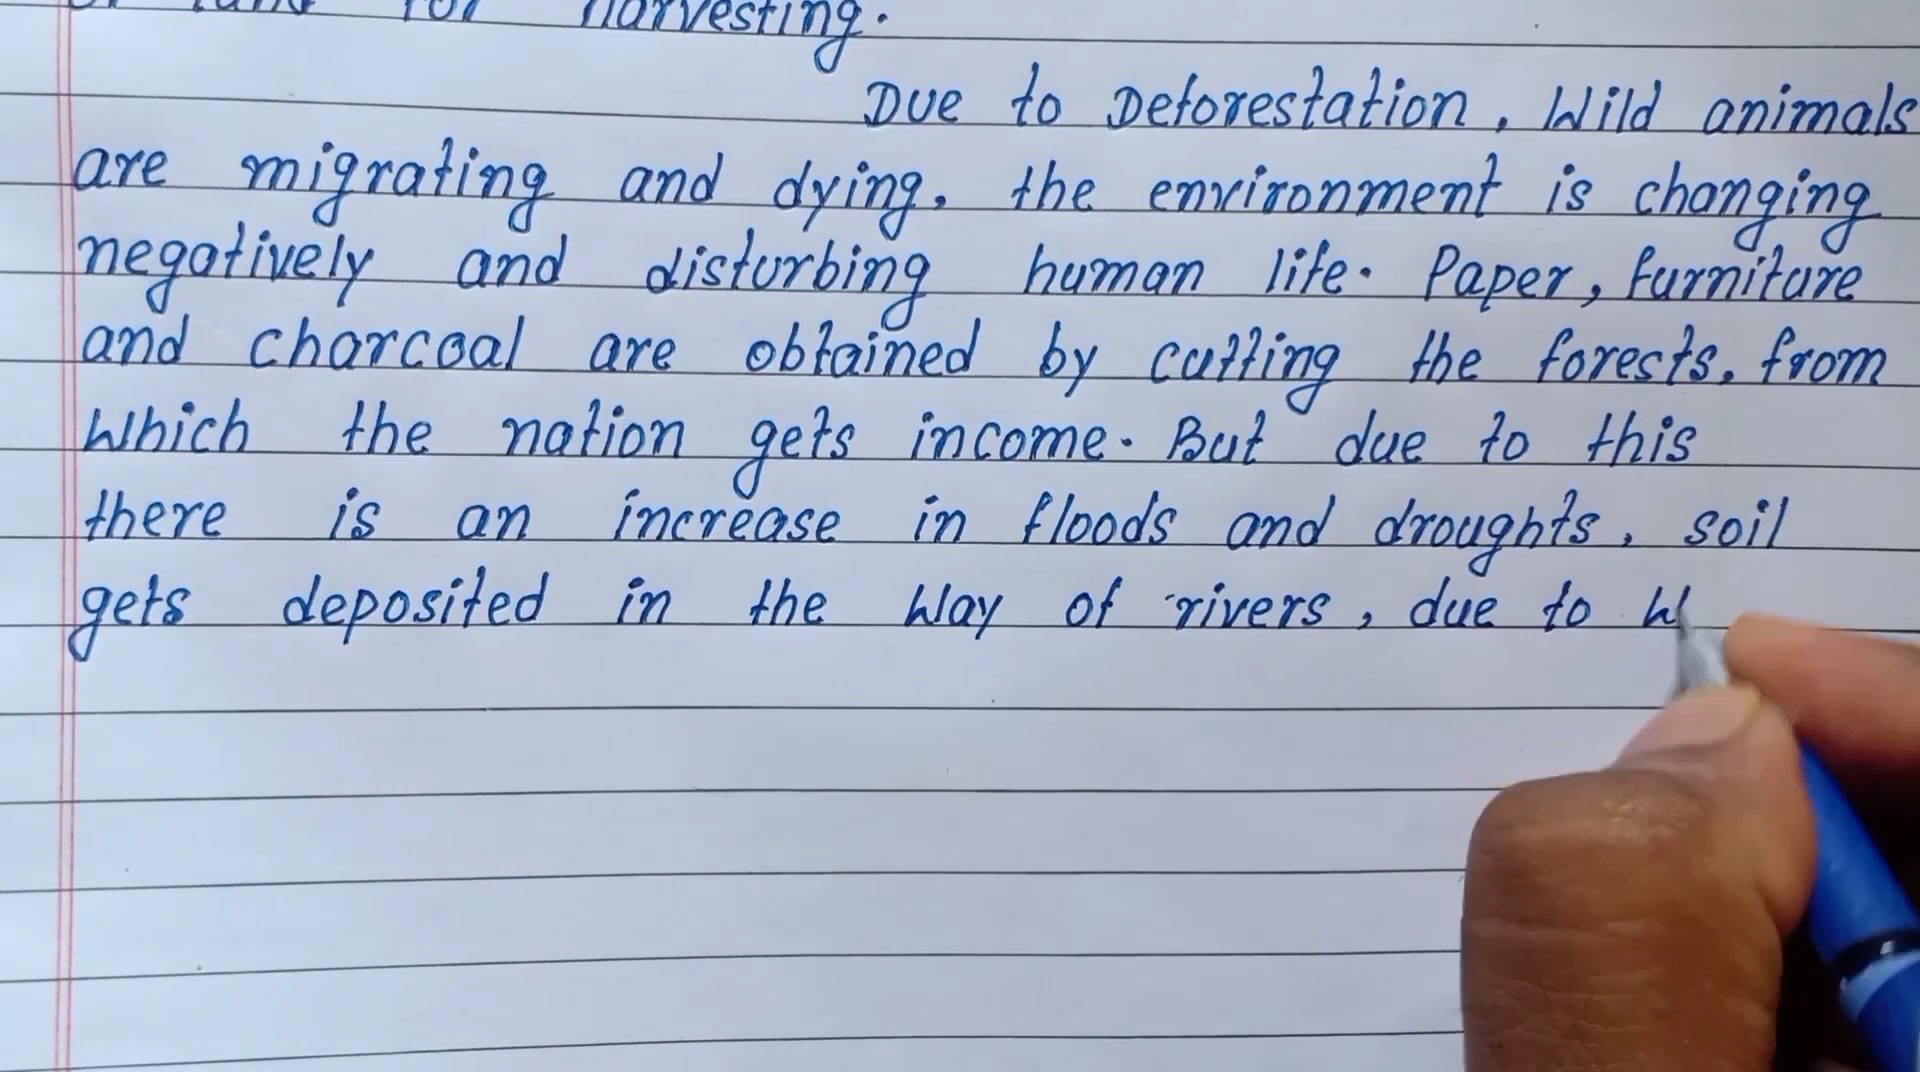 for harvesting.
Due to Deforestation, Wild animals
are migrating and dying, the environment is changing
negatively and disturbing human life. Paper, furniture
and charcoal are obtained by cutting the forests, from
which the nation gets income. But due to this
there is an increase in floods and droughts, soil
gets deposited in the way of rivers, due to w